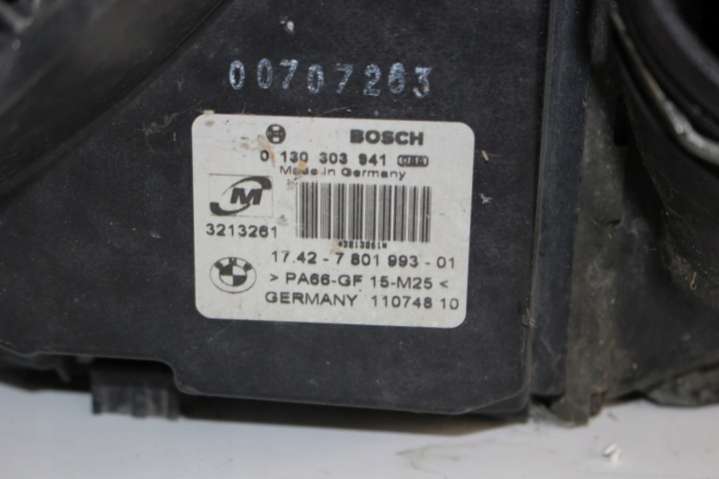 00707263
BOSCH
0 130 303 941
Made in Germany
M
3213261
17.42 - 7 801 993 - 01
> PA66-GF 15-M25 <
GERMANY 110748 10